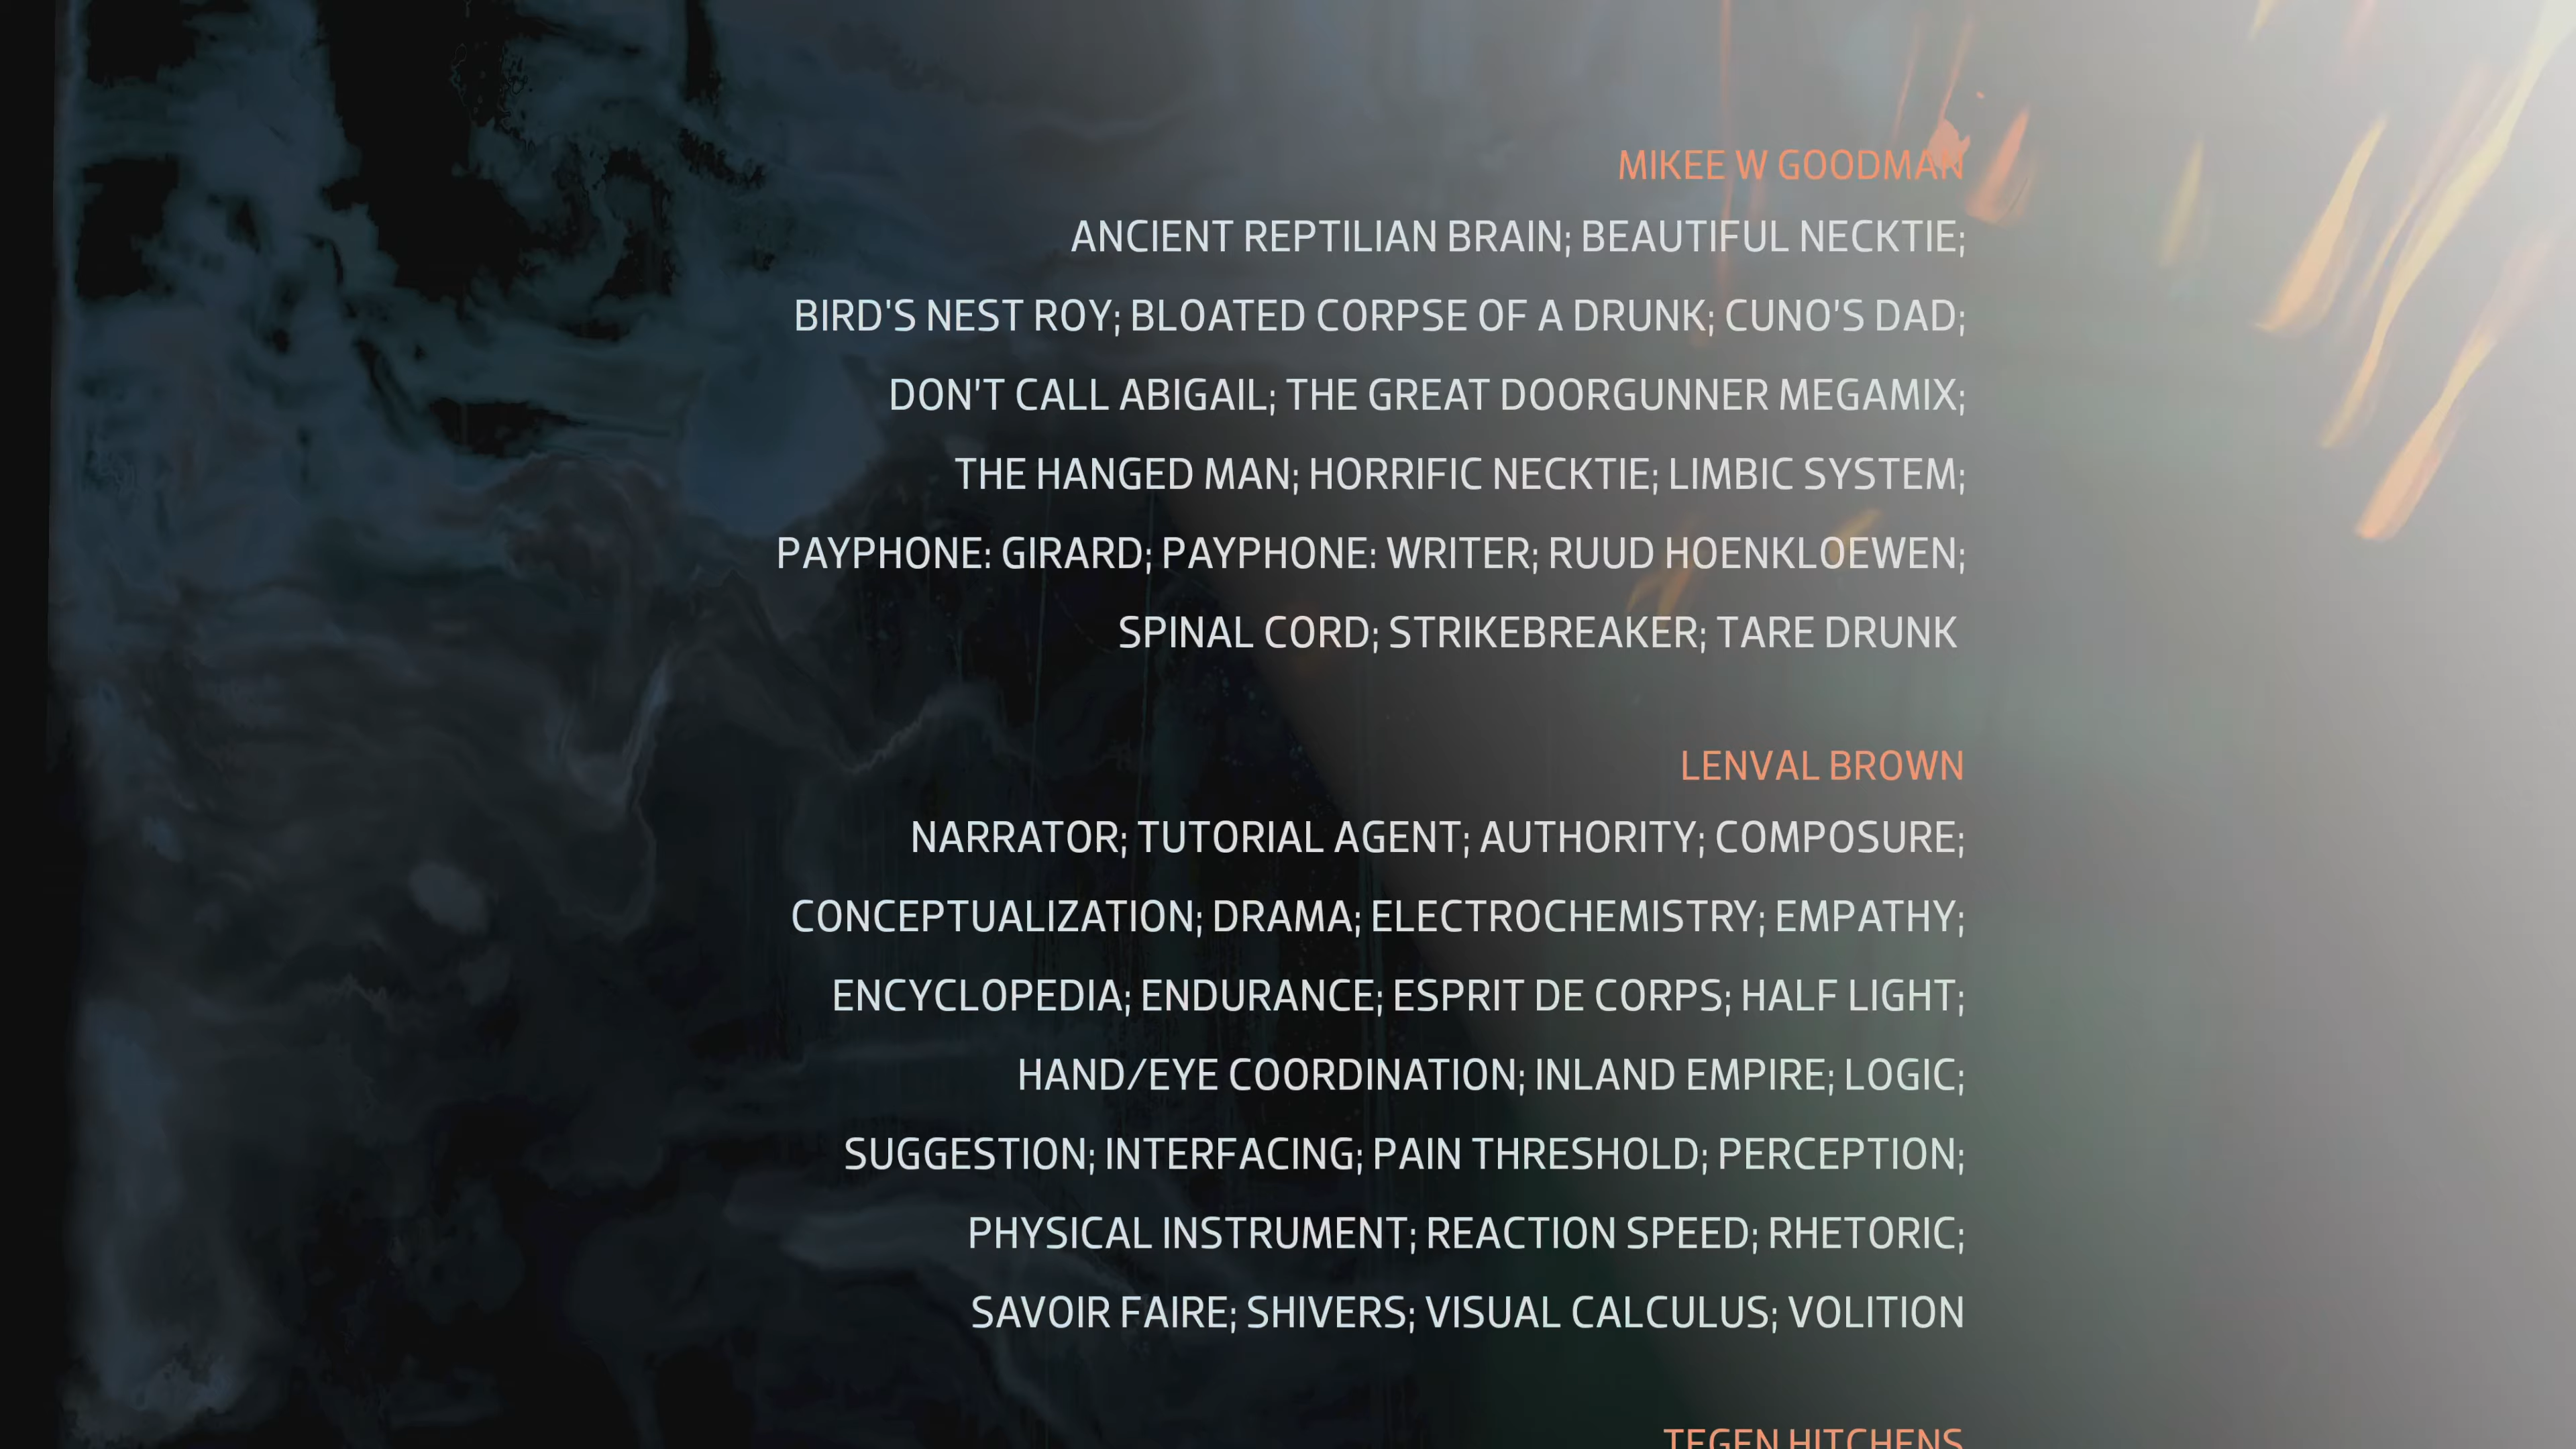 MIKEE W GOODMAN
ANCIENT REPTILIAN BRAIN; BEAUTIFUL NECKTIE;
BIRD'S NEST ROY; BLOATED CORPSE OF A DRUNK; CUNO'S DAD;
DON'T CALL ABIGAIL; THE GREAT DOORGUNNER MEGAMIX;
THE HANGED MAN; HORRIFIC NECKTIE; LIMBIC SYSTEM;
PAYPHONE: GIRARD; PAYPHONE: WRITER; RUUD HOENKLOEWEN;
SPINAL CORD; STRIKEBREAKER; TARE DRUNK
LENVAL BROWN
NARRATOR; TUTORIAL AGENT; AUTHORITY; COMPOSURE;
CONCEPTUALIZATION; DRAMA; ELECTROCHEMISTRY; EMPATHY;
ENCYCLOPEDIA; ENDURANCE; ESPRIT DE CORPS; HALF LIGHT;
HAND/EYE COORDINATION; INLAND EMPIRE; LOGIC;
SUGGESTION; INTERFACING; PAIN THRESHOLD; PERCEPTION;
PHYSICAL INSTRUMENT; REACTION SPEED; RHETORIC;
SAVOIR FAIRE; SHIVERS; VISUAL CALCULUS; VOLITION
TEGEN HITCHENS